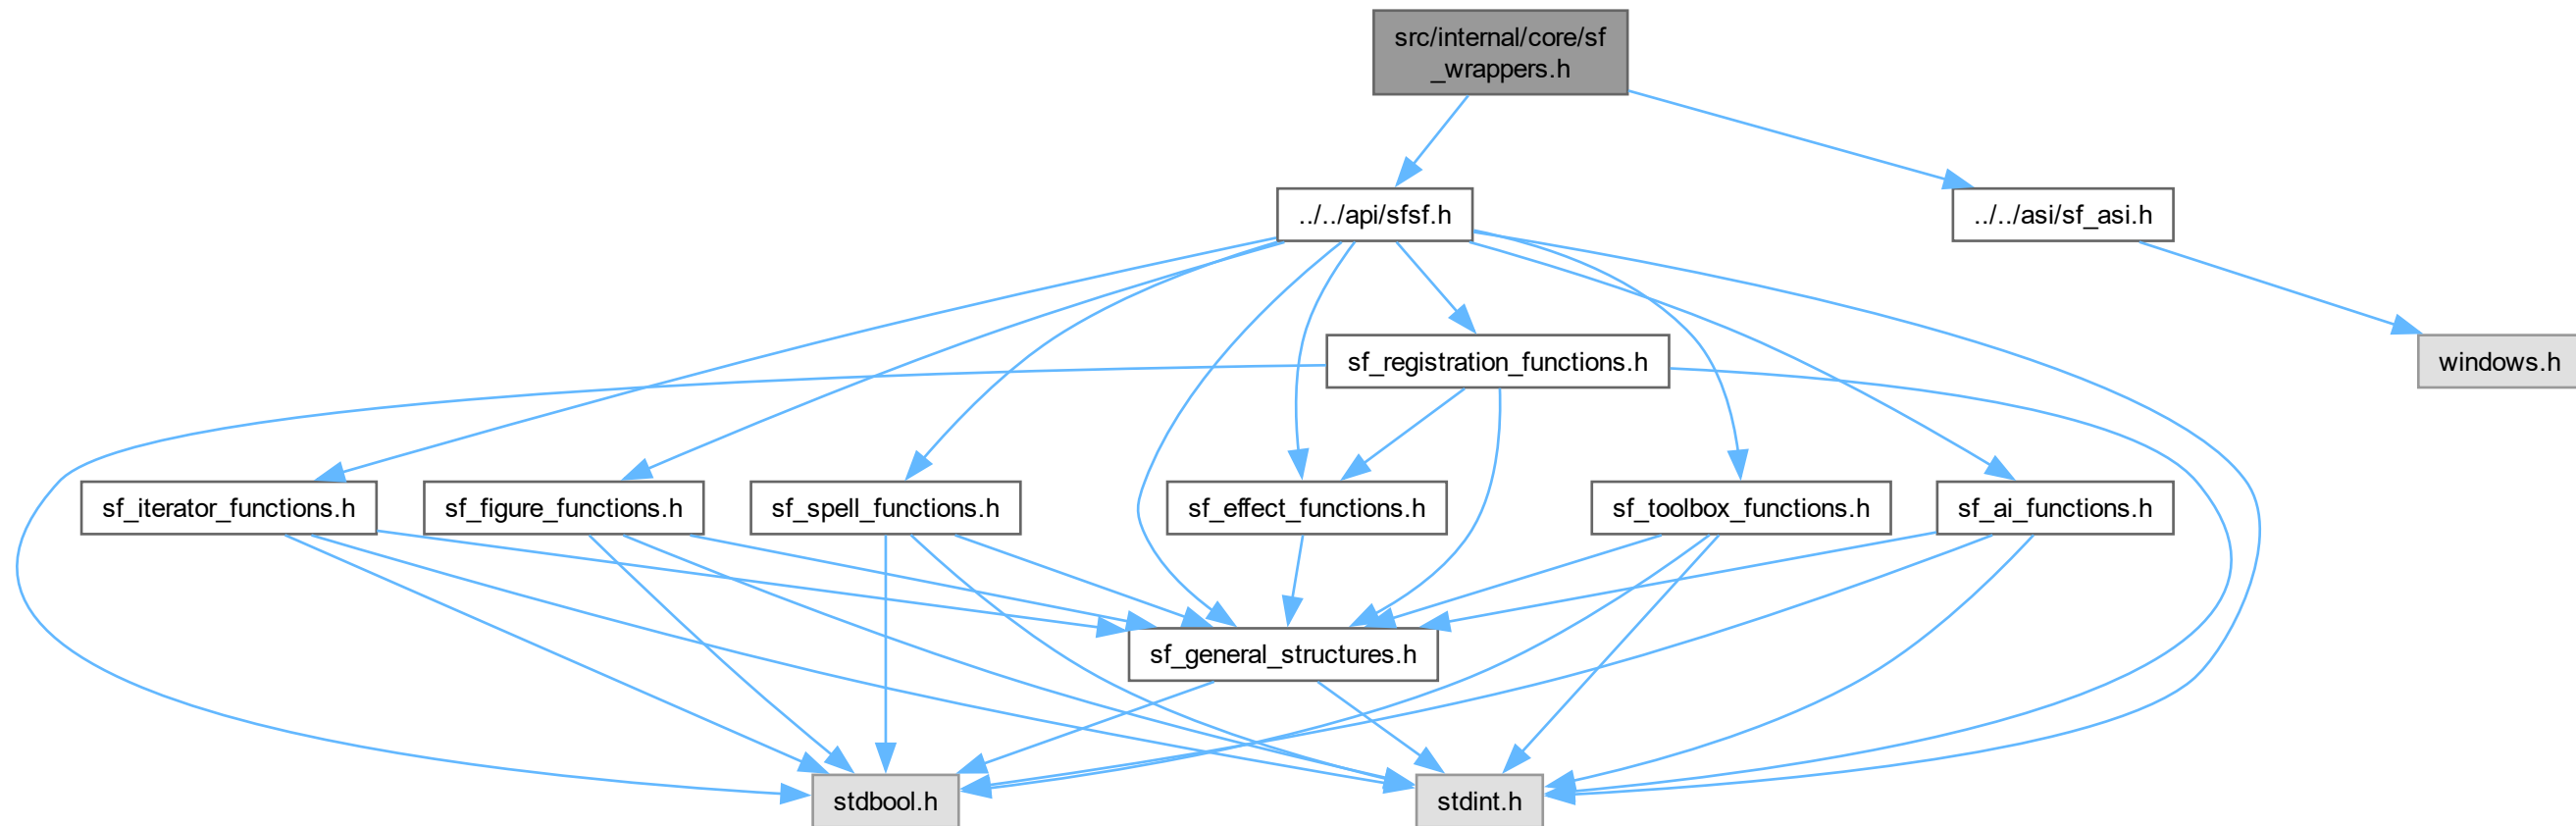 src/internal/core/sf
_wrappers.h
../../api/sfsf.h
../../asi/sf_asi.h
sf_registration_functions.h
windows.h
sf_iterator_functions.h
sf_figure_functions.h
sf_spell_functions.h
sf_effect_functions.h
sf_toolbox_functions.h
sf_ai_functions.h
sf_general_structures.h
stdbool.h
stdint.h